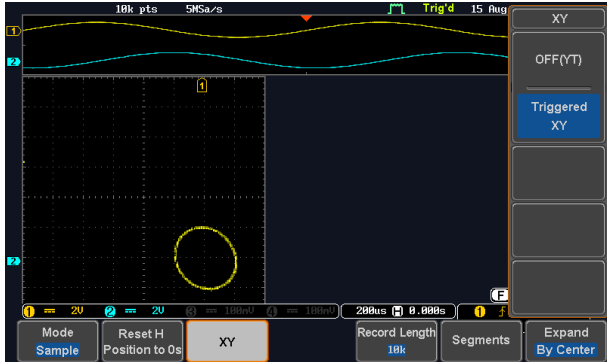 10k pts 5MSa/s Trig'd 15 Aug
XY
1
2
OFF(YT)
1
Triggered
XY
2
F
1 2V 2 2V 3 100mV 4 100mV 200us H 0.000s 1
Mode
Sample
Reset H
Position to 0s
XY
Record Length
10k
Segments
Expand
By Center